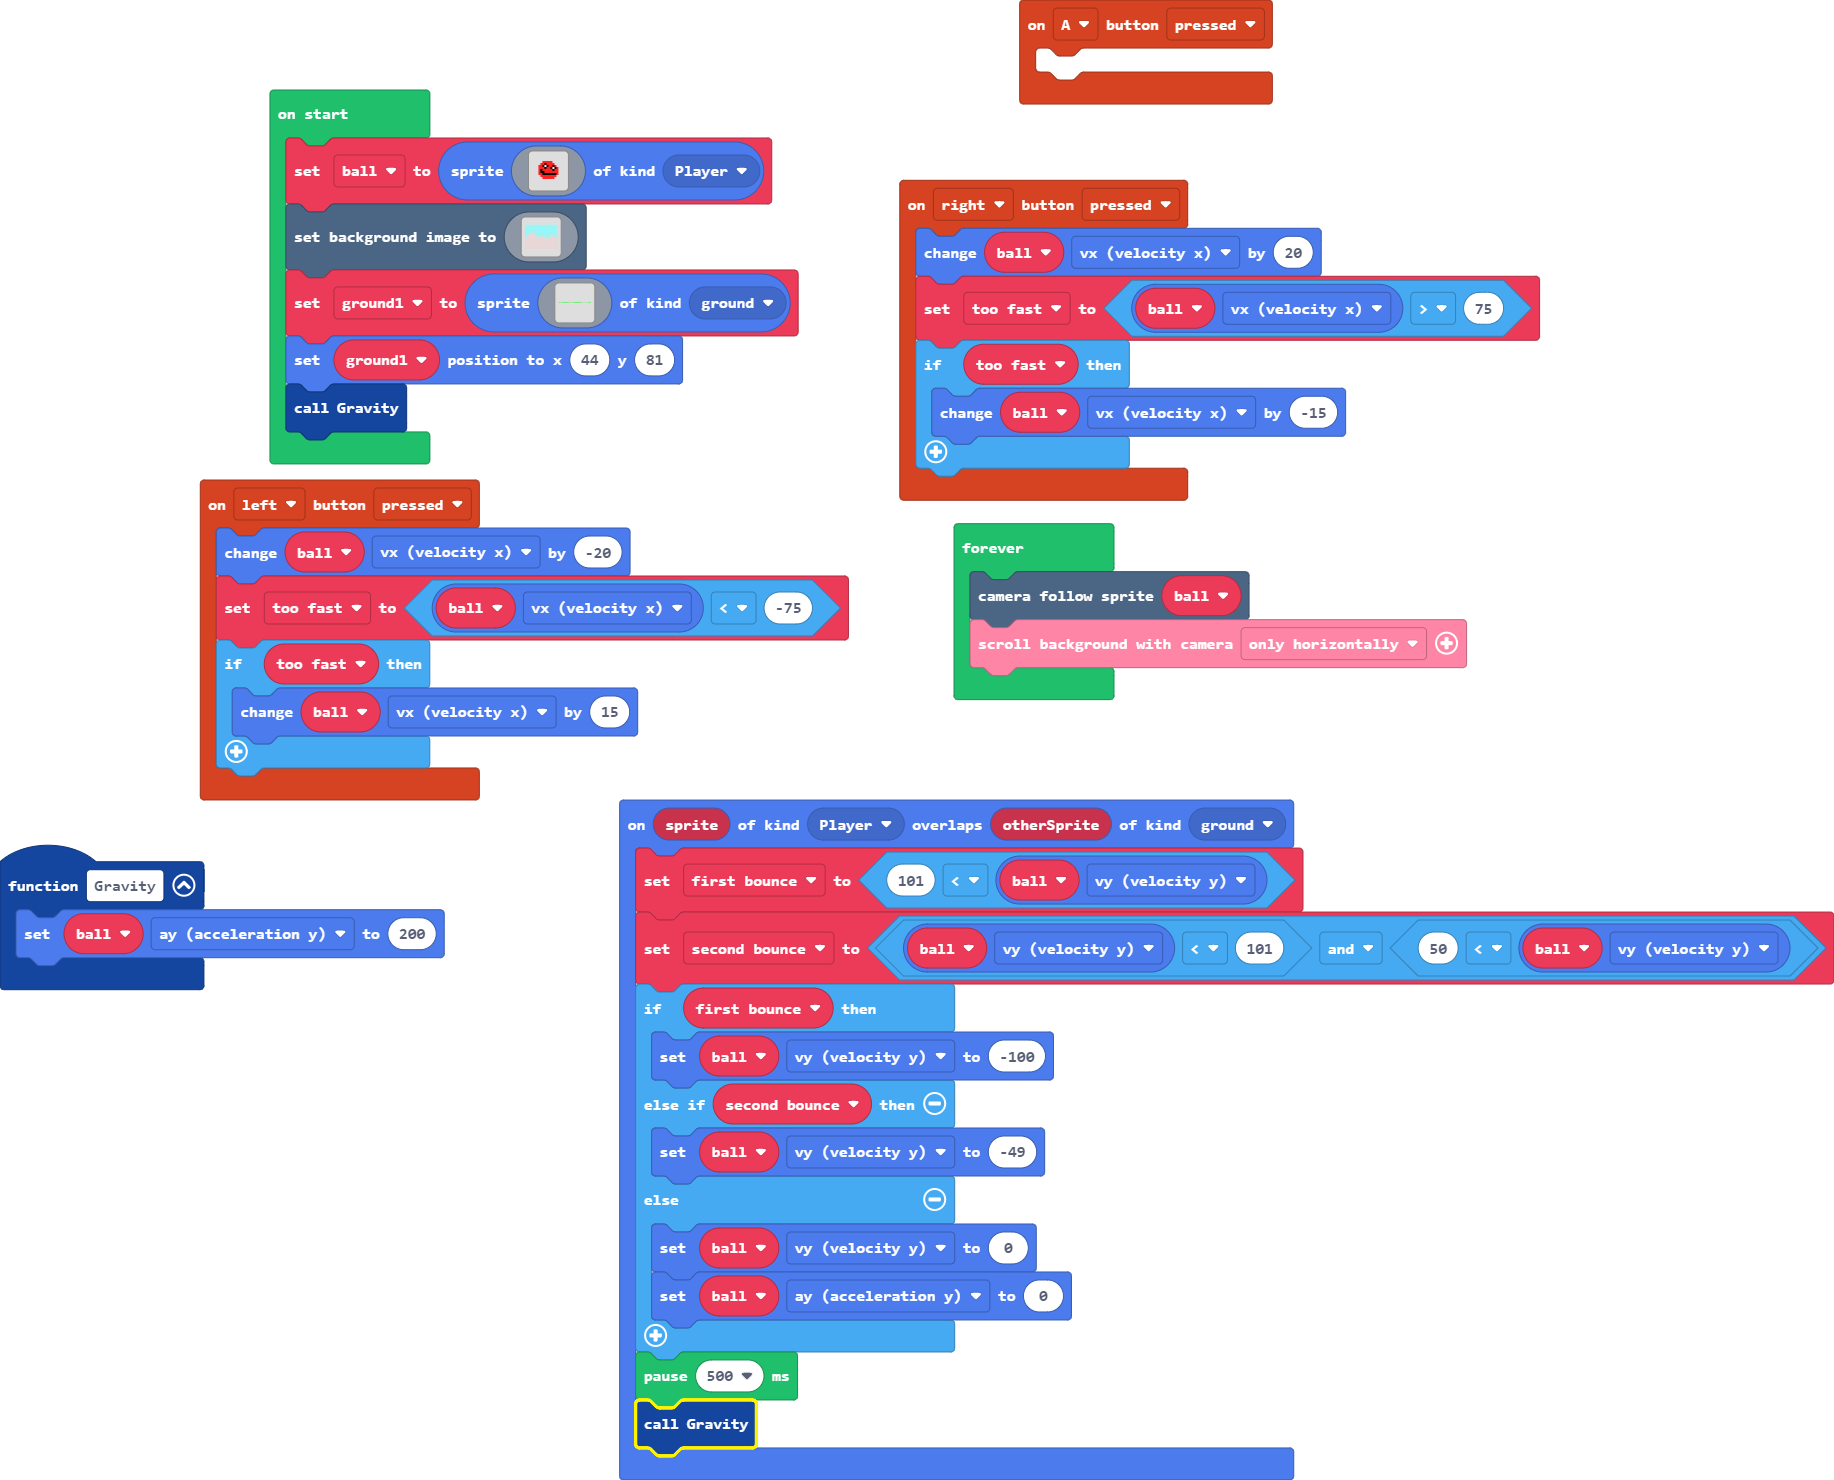 on A button pressed
on start
set ball to sprite of kind Player
set background image to
set ground1 to sprite of kind ground
set ground1 position to x 44 y 81
call Gravity
on right button pressed
change ball vx (velocity x) by 20
set too fast to ball vx (velocity x) > 75
if too fast then
change ball vx (velocity x) by -15
on left button pressed
change ball vx (velocity x) by -20
set too fast to ball vx (velocity x) < -75
if too fast then
change ball vx (velocity x) by 15
forever
camera follow sprite ball
scroll background with camera only horizontally
function Gravity
set ball ay (acceleration y) to 200
on sprite of kind Player overlaps otherSprite of kind ground
set first bounce to 101 < ball vy (velocity y)
set second bounce to ball vy (velocity y) < 101 and 50 < ball vy (velocity y)
if first bounce then
set ball vy (velocity y) to -100
else if second bounce then
set ball vy (velocity y) to -49
else
set ball vy (velocity y) to 0
set ball ay (acceleration y) to 0
pause 500 ms
call Gravity